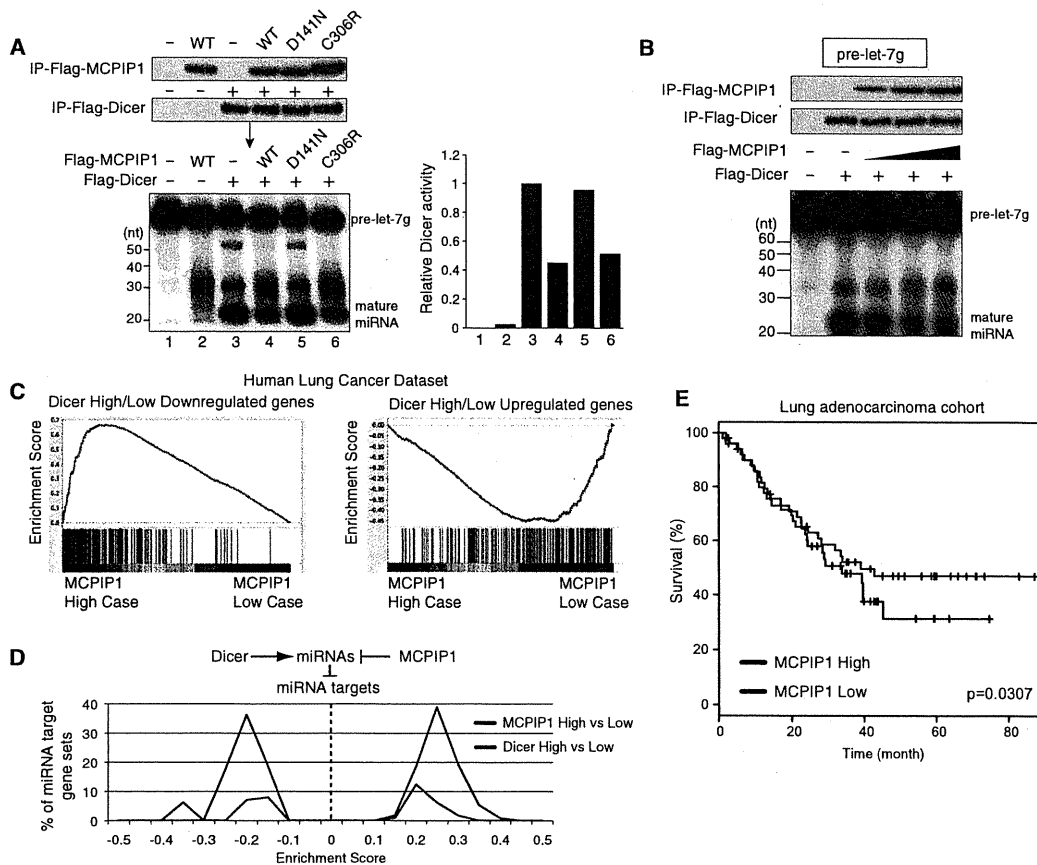 A
- WT - WT D141N C306R
IP-Flag-MCPIP1
- - + + + +
IP-Flag-Dicer
Flag-MCPIP1 - WT - WT D141N C306R
Flag-Dicer - - + + + +
pre-let-7g
(nt)
50
40
30
20
mature
miRNA
1 2 3 4 5 6
Relative Dicer activity
1.2
1
0.8
0.6
0.4
0.2
0
1 2 3 4 5 6
B
pre-let-7g
IP-Flag-MCPIP1
IP-Flag-Dicer
Flag-MCPIP1 - -
Flag-Dicer - + + + +
pre-let-7g
(nt)
60
50
40
30
20
mature
miRNA
C
Human Lung Cancer Dataset
Dicer High/Low Downregulated genes
Enrichment Score
MCPIP1
High Case
MCPIP1
Low Case
Dicer High/Low Upregulated genes
Enrichment Score
MCPIP1
High Case
MCPIP1
Low Case
D
Dicer miRNAs MCPIP1
miRNA targets
% of miRNA target
gene sets
40
30
20
10
0
MCPIP1 High vs Low
Dicer High vs Low
-0.5 -0.4 -0.3 -0.2 -0.1 0 0.1 0.2 0.3 0.4 0.5
Enrichment Score
E
Lung adenocarcinoma cohort
Survival (%)
100
80
60
40
20
0
MCPIP1 High
MCPIP1 Low
p=0.0307
0 20 40 60 80
Time (month)